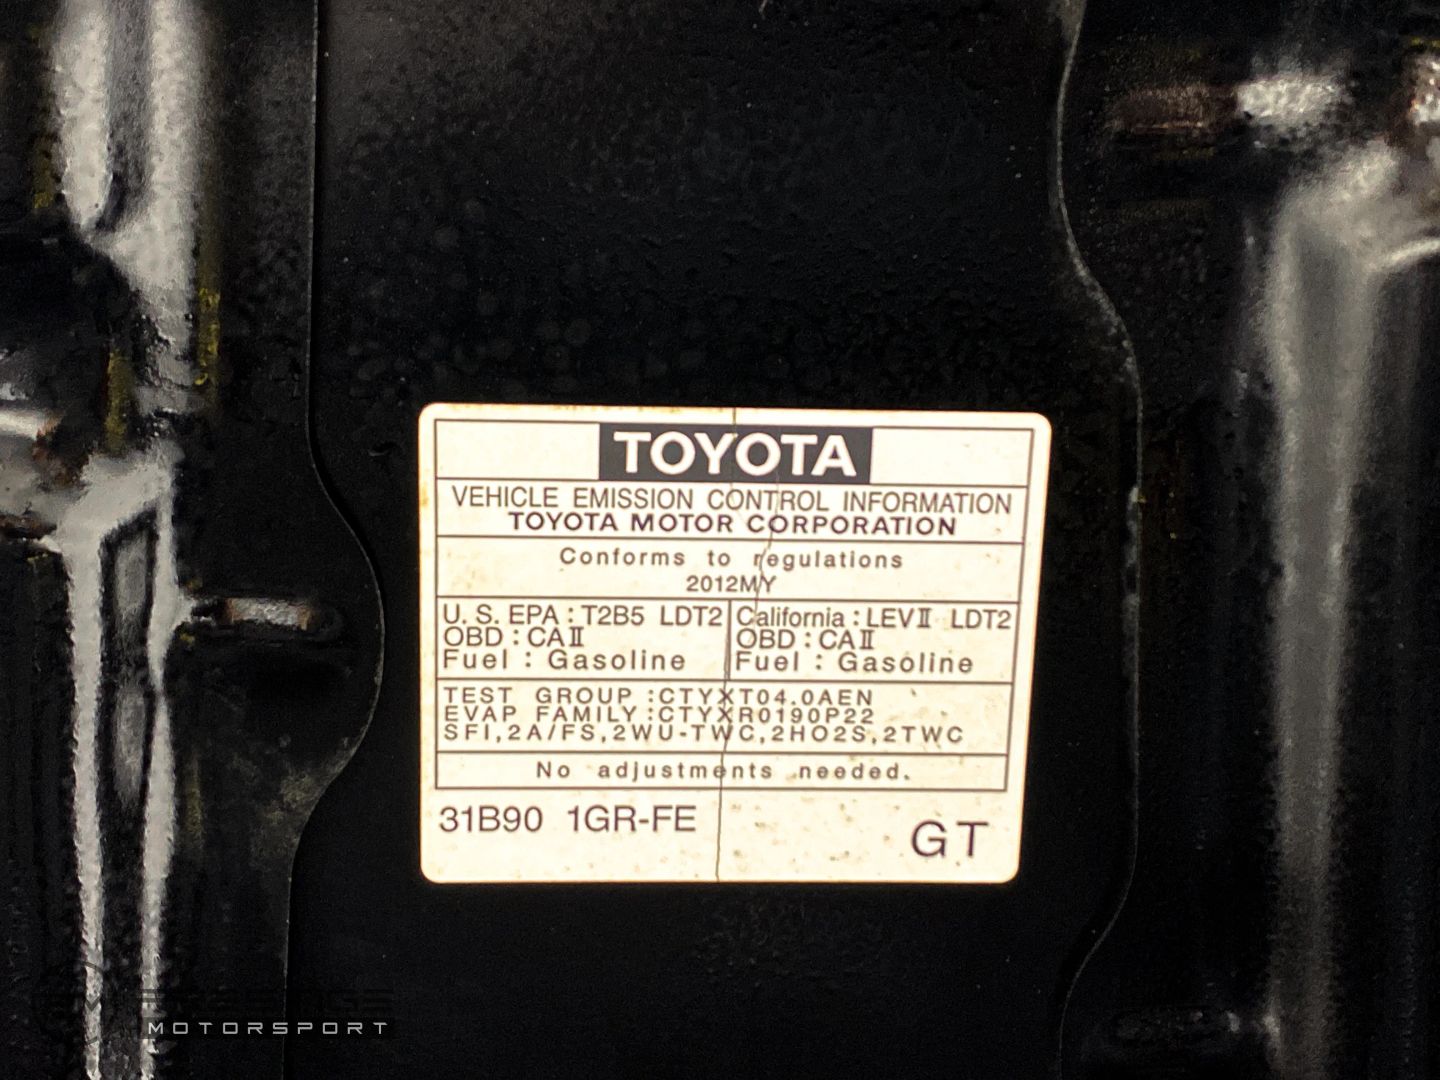 TOYOTA
VEHICLE EMISSION CONTROL INFORMATION
TOYOTA MOTOR CORPORATION
Conforms to regulations
2012MY
U.S. EPA : T2B5 LDT2
OBD : CAⅡ
Fuel : Gasoline
California : LEVⅡ LDT2
OBD : CAⅡ
Fuel : Gasoline
TEST GROUP :CTYXT04.0AEN
EVAP FAMILY :CTYXR0190P22
SFI,2A/FS,2WU-TWC,2HO2S,2TWC
No adjustments needed.
31B90 1GR-FE
GT
PRESTIGE
MOTORSPORT